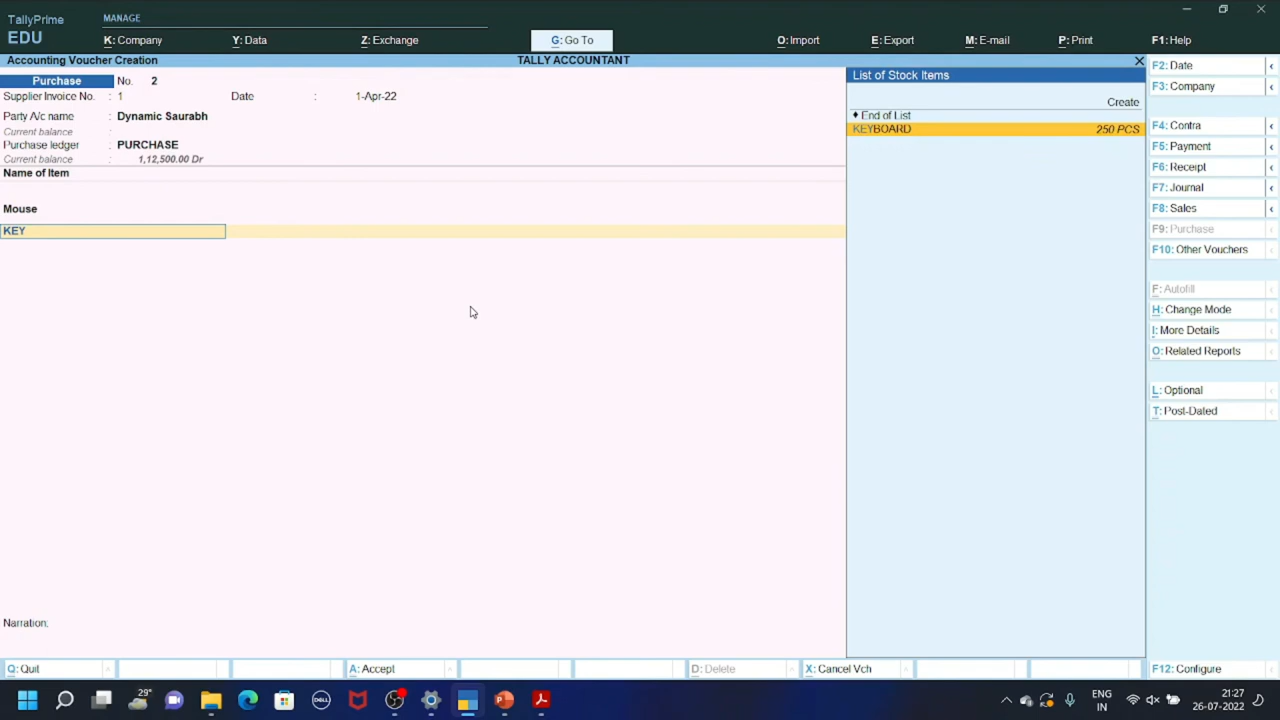 TallyPrime
EDU
MANAGE
K: Company
Y: Data
Z: Exchange
G: Go To
O: Import
E: Export
M: E-mail
P: Print
F1: Help
Accounting Voucher Creation
TALLY ACCOUNTANT
Purchase No. 2
Supplier Invoice No. : 1 Date : 1-Apr-22
Party A/c name : Dynamic Saurabh
Current balance :
Purchase ledger : PURCHASE
Current balance : 1,12,500.00 Dr
Name of Item
Mouse
KEY
Narration:
List of Stock Items
Create
♦ End of List
KEYBOARD 250 PCS
F2: Date
F3: Company
F4: Contra
F5: Payment
F6: Receipt
F7: Journal
F8: Sales
F9: Purchase
F10: Other Vouchers
F: Autofill
H: Change Mode
I: More Details
O: Related Reports
L: Optional
T: Post-Dated
Q: Quit
A: Accept
D: Delete
X: Cancel Vch
F12: Configure
29°
DELL
ENG
IN
21:27
26-07-2022